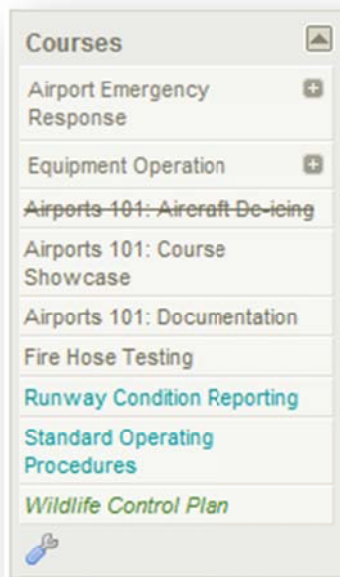 Courses
Airport Emergency
Response
Equipment Operation
Airports 101: Aircraft De-icing
Airports 101: Course
Showcase
Airports 101: Documentation
Fire Hose Testing
Runway Condition Reporting
Standard Operating
Procedures
Wildlife Control Plan